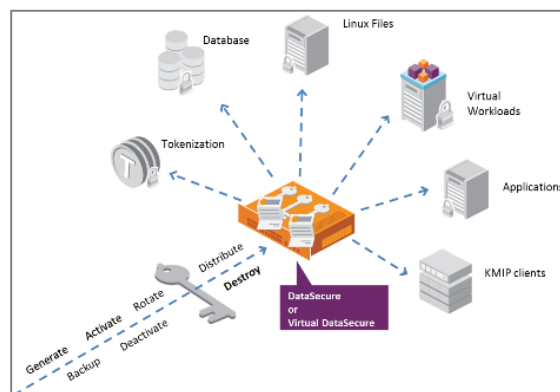 Linux Files
Database
Virtual
Workloads
Tokenization
T
Applications
KMIP clients
Distribute
Rotate
Activate
Generate
Destroy
Deactivate
Backup
DataSecure
or
Virtual DataSecure